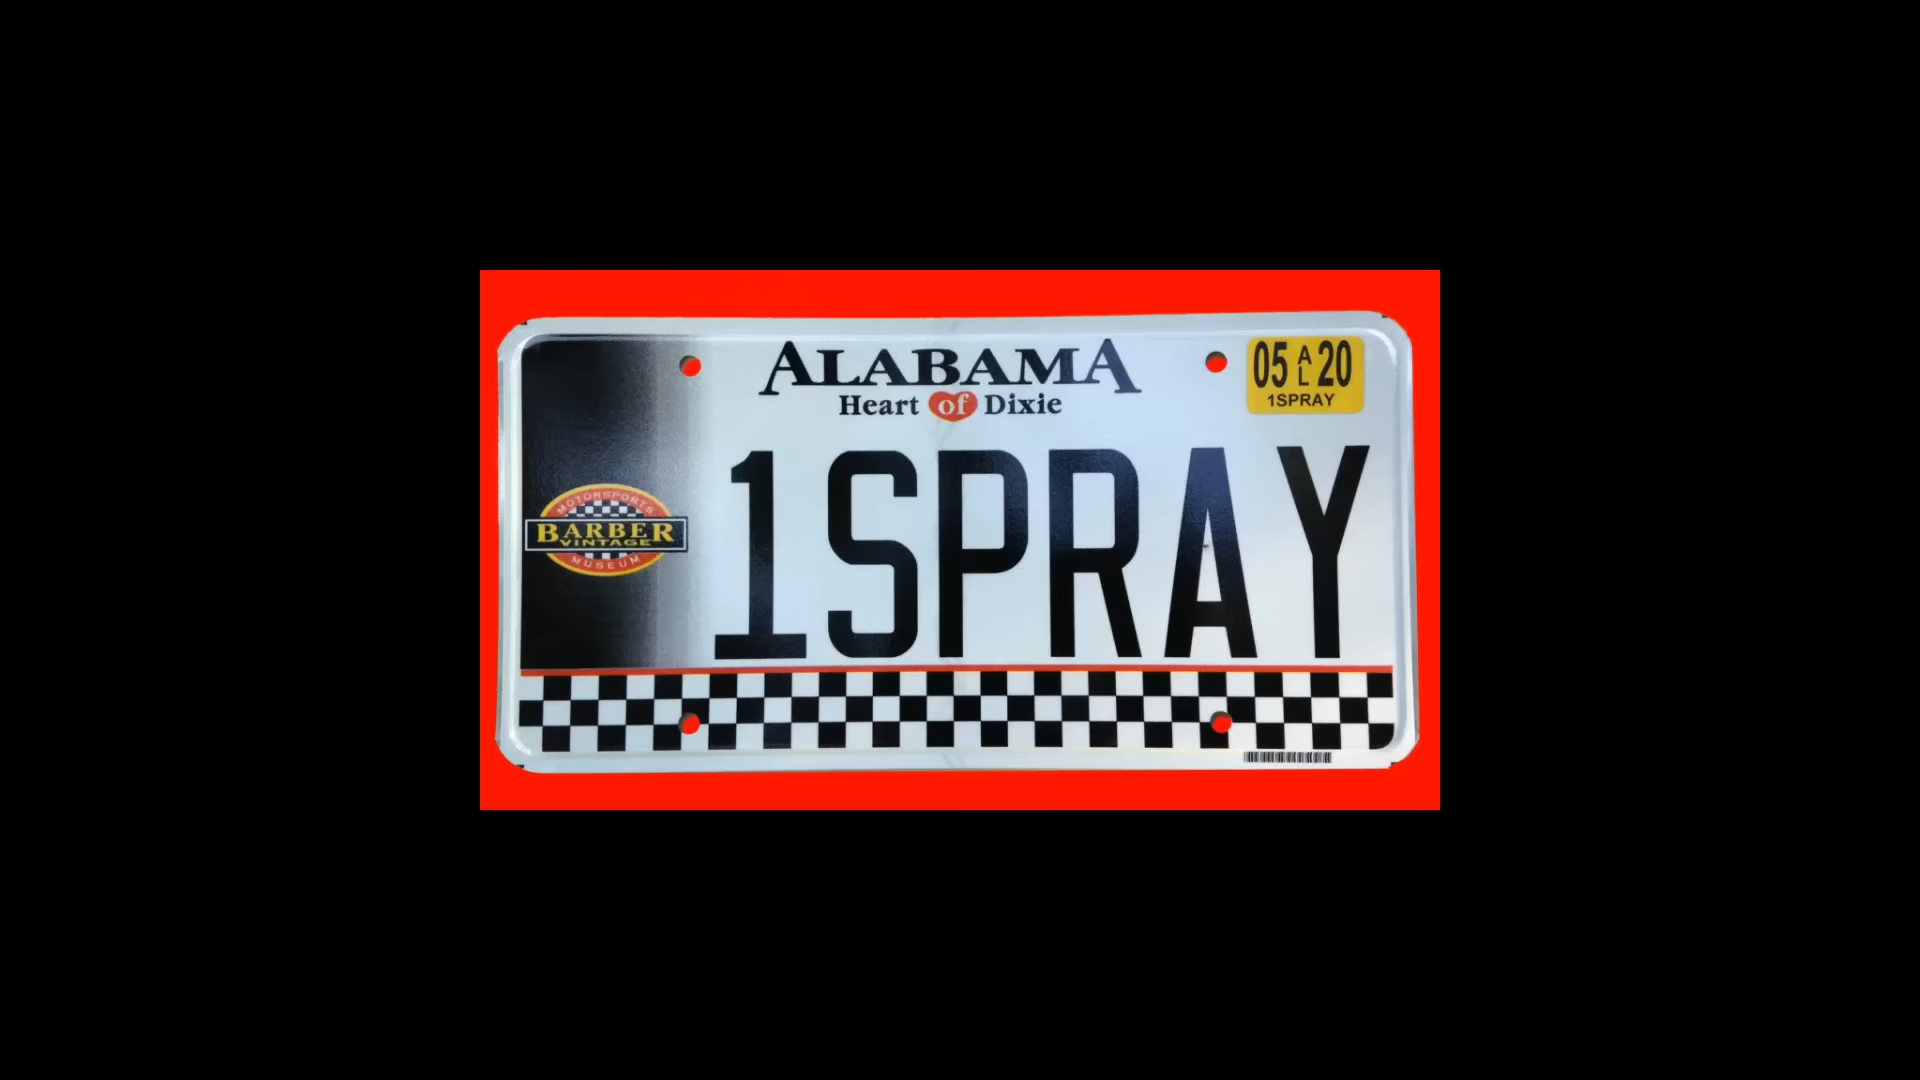 ALABAMA
Heart of Dixie
05 AL 20
1SPRAY
1SPRAY
MOTORSPORTS
BARBER
VINTAGE
MUSEUM